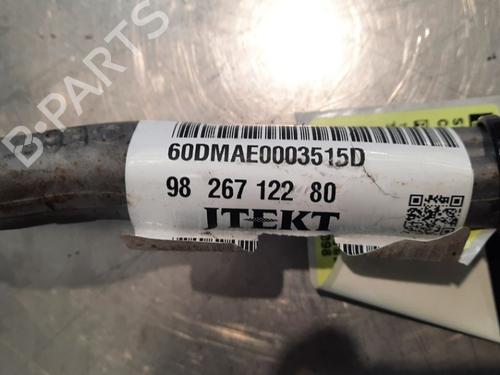 B-PARTS
60DMAE0003515D
98 267 122 80
JTEKT